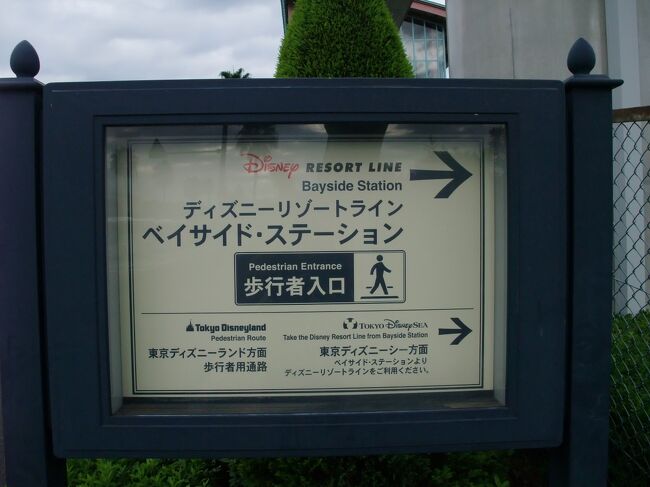 Disney RESORT LINE
Bayside Station
ディズニーリゾートライン
ベイサイド・ステーション
Pedestrian Entrance
歩行者入口
Tokyo Disneyland
Pedestrian Route
東京ディズニーランド方面
歩行者用通路
Tokyo DisneySea
Take the Disney Resort Line from Bayside Station
東京ディズニーシー方面
ベイサイド・ステーションより
ディズニーリゾートラインをご利用ください。